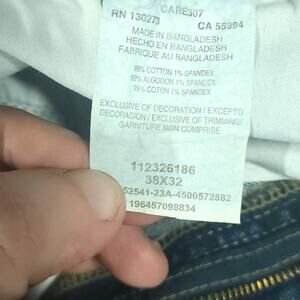 CARE307
RN 130273 CA 55394
MADE IN BANGLADESH
HECHO EN BANGLADESH
FABRIQUE AU BANGLADESH
99% COTTON 1% SPANDEX
99% ALGODON 1% SPANDEX
99% COTON 1% SPANDEX
EXCLUSIVE OF DECORATION / EXCEPTO
DECORACION / EXCLUSIVE OF TRIMMING/
GARNITURE NON COMPRISE
112326186
38X32
52541-23A-4500572882
196457098834